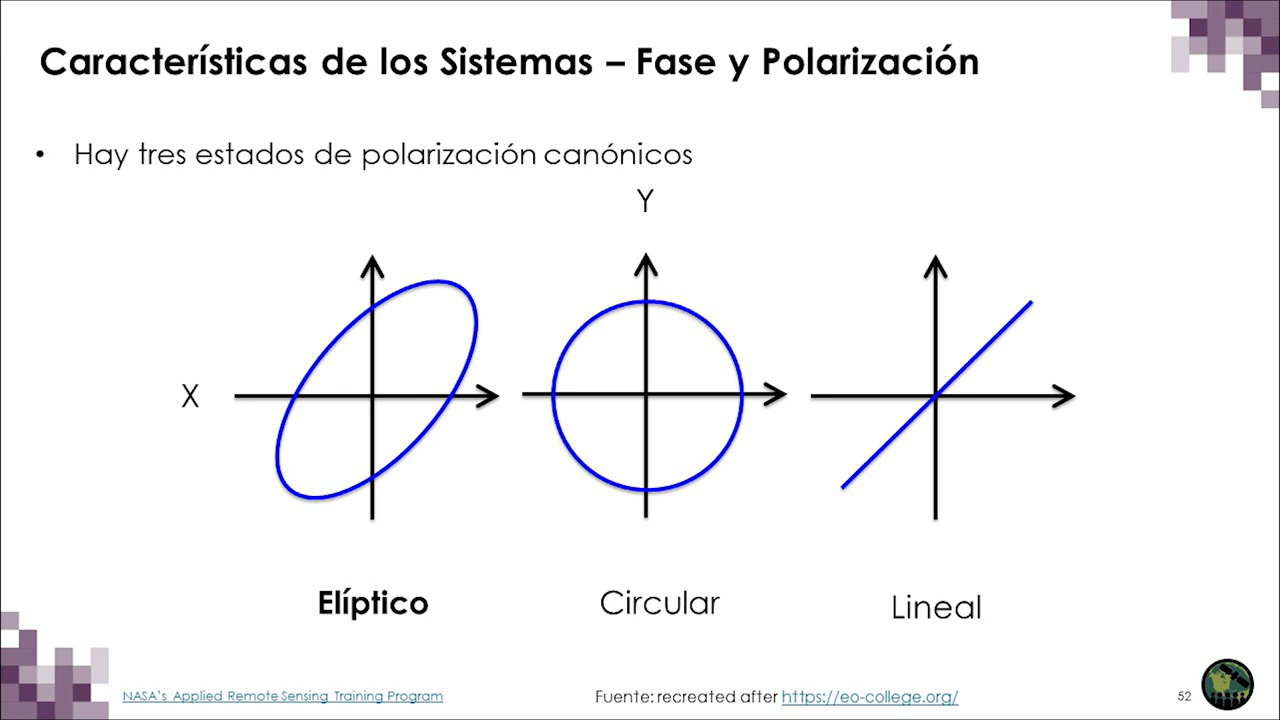 Características de los Sistemas – Fase y Polarización
• Hay tres estados de polarización canónicos
Y
X
Elíptico
Circular
Lineal
NASA's Applied Remote Sensing Training Program
Fuente: recreated after https://eo-college.org/
52